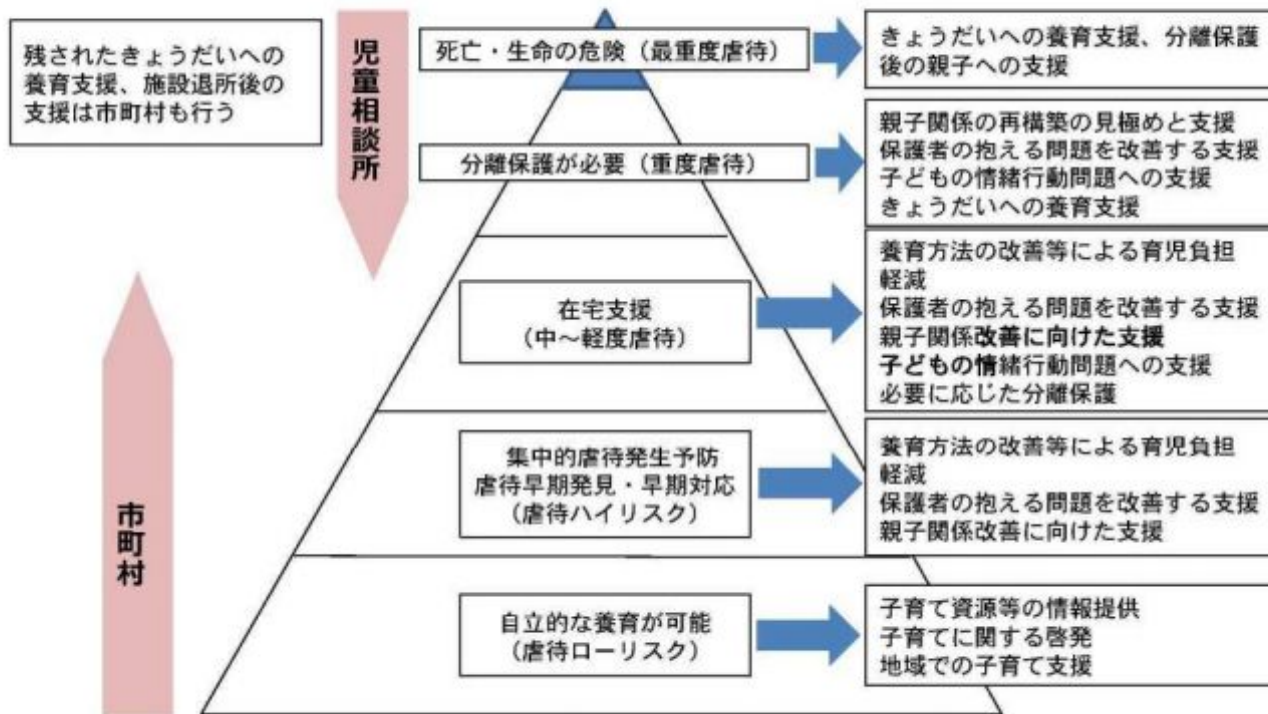 残されたきょうだいへの
養育支援、施設退所後の
支援は市町村も行う
児童相談所
市町村
死亡・生命の危険（最重度虐待）
きょうだいへの養育支援、分離保護
後の親子への支援
分離保護が必要（重度虐待）
親子関係の再構築の見極めと支援
保護者の抱える問題を改善する支援
子どもの情緒行動問題への支援
きょうだいへの養育支援
在宅支援
（中～軽度虐待）
養育方法の改善等による育児負担
軽減
保護者の抱える問題を改善する支援
親子関係改善に向けた支援
子どもの情緒行動問題への支援
必要に応じた分離保護
集中的虐待発生予防
虐待早期発見・早期対応
（虐待ハイリスク）
養育方法の改善等による育児負担
軽減
保護者の抱える問題を改善する支援
親子関係改善に向けた支援
自立的な養育が可能
（虐待ローリスク）
子育て資源等の情報提供
子育てに関する啓発
地域での子育て支援